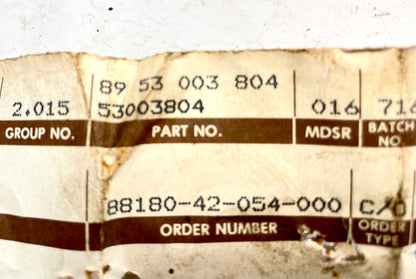 89 53 003 804
2.015 53003804 016 71
GROUP NO. PART NO. MDSR BATCH NO.
88180-42-054-000 C/O
ORDER NUMBER ORDER TYPE